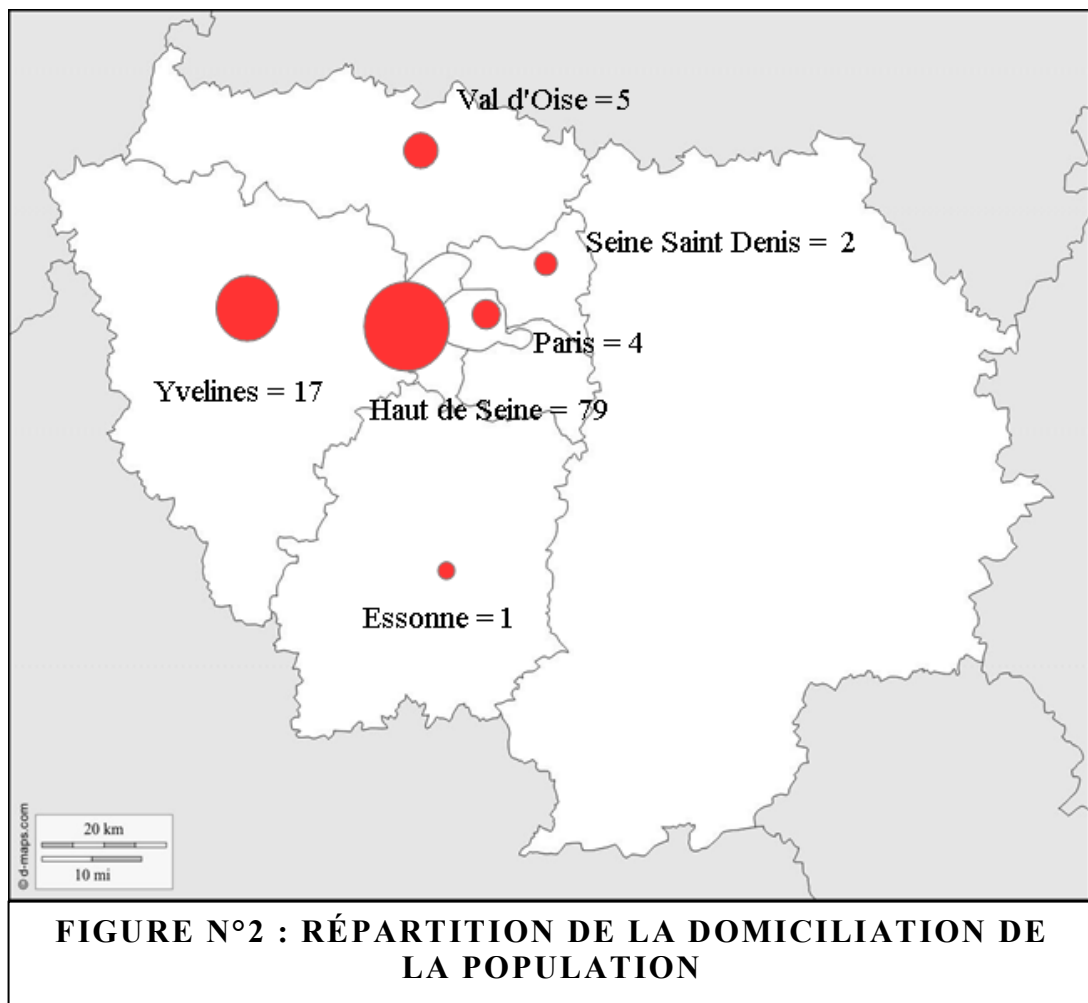 Val d'Oise = 5
Seine Saint Denis = 2
Paris = 4
Yvelines = 17
Haut de Seine = 79
Essonne = 1
© d-maps.com
20 km
10 mi
FIGURE N°2 : RÉPARTITION DE LA DOMICILIATION DE
LA POPULATION